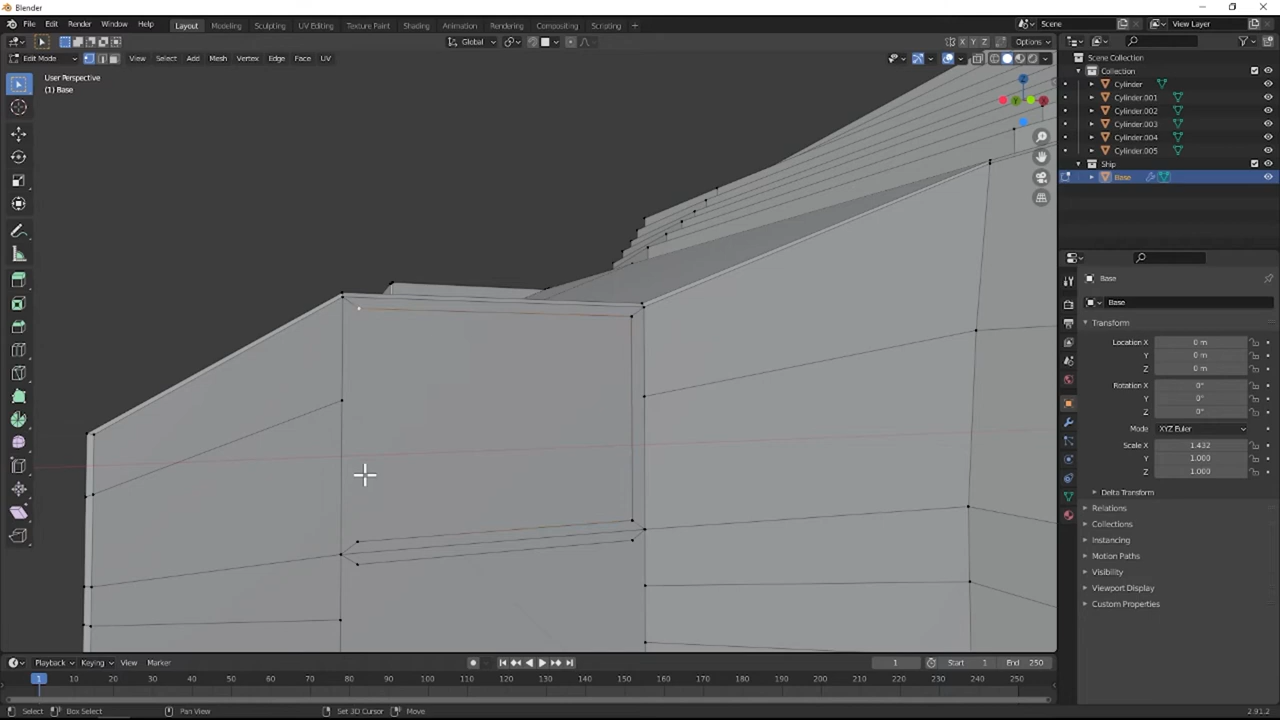 Blender
File Edit Render Window Help
Layout Modeling Sculpting UV Editing Texture Paint Shading Animation Rendering Compositing Scripting +
Scene
View Layer
Global
X Y Z
Options
Edit Mode
View Select Add Mesh Vertex Edge Face UV
User Perspective
(1) Base
Z
Y
X
Scene Collection
Collection
Cylinder
Cylinder.001
Cylinder.002
Cylinder.003
Cylinder.004
Cylinder.005
Ship
Base
Base
Base
Transform
Location X 0 m
Y 0 m
Z 0 m
Rotation X 0°
Y 0°
Z 0°
Mode XYZ Euler
Scale X 1.432
Y 1.000
Z 1.000
Delta Transform
Relations
Collections
Instancing
Motion Paths
Visibility
Viewport Display
Custom Properties
Playback Keying View Marker
1
Start 1
End 250
1 10 20 30 40 50 60 70 80 90 100 110 120 130 140 150 160 170 180 190 200 210 220 230 240 250
Select Box Select Pan View Set 3D Cursor Move
2.91.2